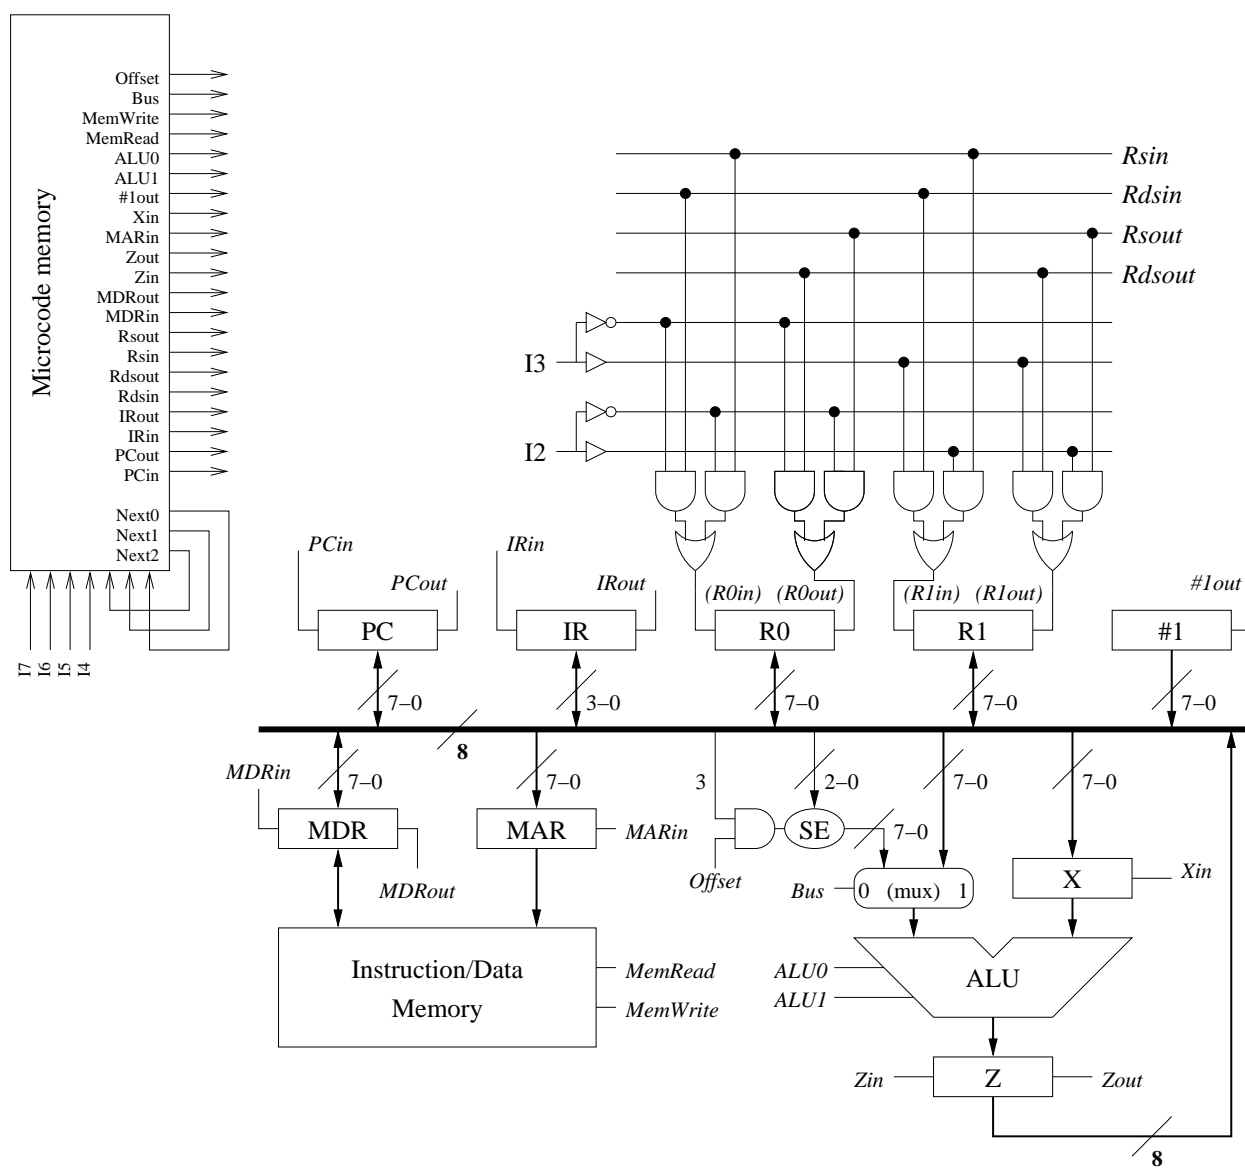 Microcode memory
Offset
Bus
MemWrite
MemRead
ALU0
ALU1
#1out
Xin
MARin
Zout
Zin
MDRout
MDRin
Rsout
Rsin
Rdsout
Rdsin
IRout
IRin
PCout
PCin
Next0
Next1
Next2
I7
I6
I5
I4
Rsin
Rdsin
Rsout
Rdsout
I3
I2
PCin
PCout
IRin
IRout
(R0in)
(R0out)
(R1in)
(R1out)
#1out
PC
IR
R0
R1
#1
7–0
3–0
7–0
7–0
7–0
8
MDRin
7–0
7–0
3
2–0
7–0
7–0
MDR
MAR
MARin
SE
7–0
MDRout
Offset
Bus
0 (mux) 1
X
Xin
Instruction/Data
Memory
MemRead
MemWrite
ALU0
ALU1
ALU
Zin
Z
Zout
8